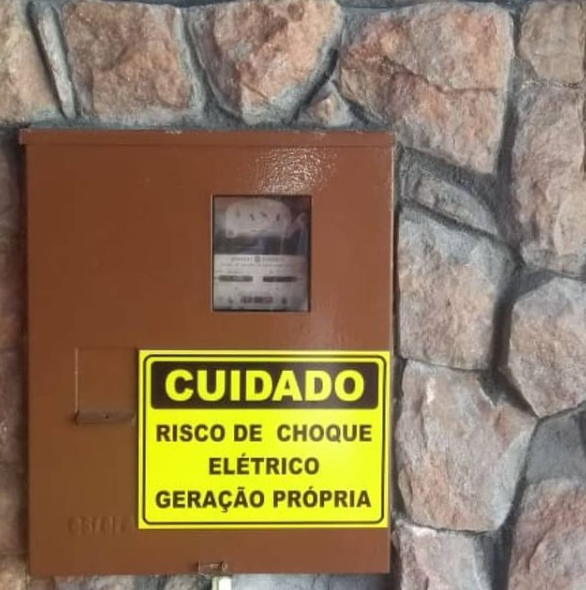 CUIDADO
RISCO DE CHOQUE
ELÉTRICO
GERAÇÃO PRÓPRIA